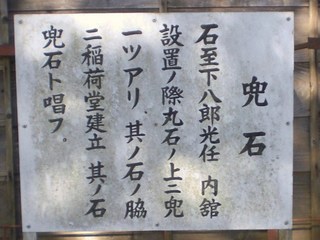 兜石
石至下八郎光任 内舘
設置ノ際丸石ノ上ニ兜
一ツアリ 其ノ石ノ脇
ニ稲荷堂建立 其ノ石
兜石ト唱フ。